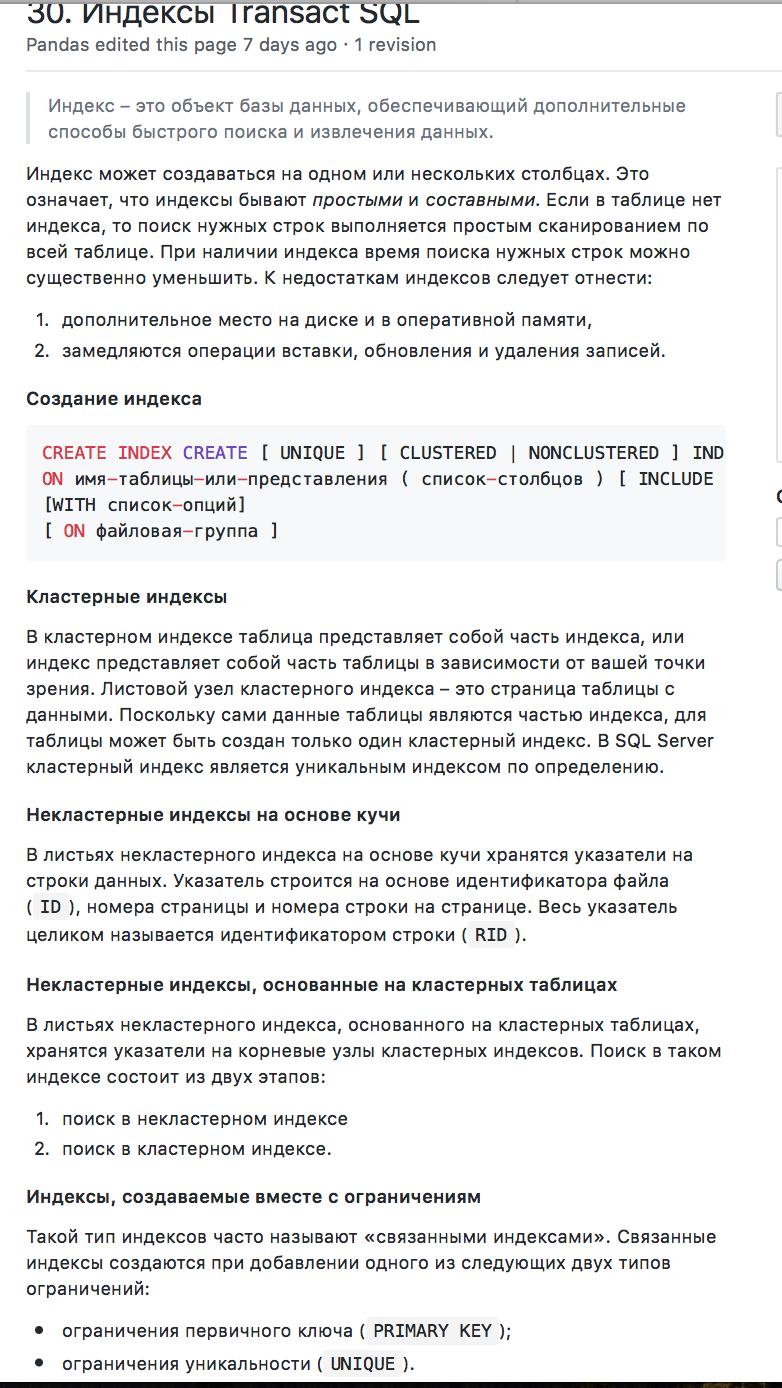 30. Индексы Transact SQL
Pandas edited this page 7 days ago · 1 revision
Индекс – это объект базы данных, обеспечивающий дополнительные
способы быстрого поиска и извлечения данных.
Индекс может создаваться на одном или нескольких столбцах. Это
означает, что индексы бывают простыми и составными. Если в таблице нет
индекса, то поиск нужных строк выполняется простым сканированием по
всей таблице. При наличии индекса время поиска нужных строк можно
существенно уменьшить. К недостаткам индексов следует отнести:
1. дополнительное место на диске и в оперативной памяти,
2. замедляются операции вставки, обновления и удаления записей.
Создание индекса
CREATE INDEX CREATE [ UNIQUE ] [ CLUSTERED | NONCLUSTERED ] IND
ON имя-таблицы-или-представления ( список-столбцов ) [ INCLUDE
[WITH список-опций]
[ ON файловая-группа ]
Кластерные индексы
В кластерном индексе таблица представляет собой часть индекса, или
индекс представляет собой часть таблицы в зависимости от вашей точки
зрения. Листовой узел кластерного индекса – это страница таблицы с
данными. Поскольку сами данные таблицы являются частью индекса, для
таблицы может быть создан только один кластерный индекс. В SQL Server
кластерный индекс является уникальным индексом по определению.
Некластерные индексы на основе кучи
В листьях некластерного индекса на основе кучи хранятся указатели на
строки данных. Указатель строится на основе идентификатора файла
( ID ), номера страницы и номера строки на странице. Весь указатель
целиком называется идентификатором строки ( RID ).
Некластерные индексы, основанные на кластерных таблицах
В листьях некластерного индекса, основанного на кластерных таблицах,
хранятся указатели на корневые узлы кластерных индексов. Поиск в таком
индексе состоит из двух этапов:
1. поиск в некластерном индексе
2. поиск в кластерном индексе.
Индексы, создаваемые вместе с ограничениям
Такой тип индексов часто называют «связанными индексами». Связанные
индексы создаются при добавлении одного из следующих двух типов
ограничений:
• ограничения первичного ключа ( PRIMARY KEY );
• ограничения уникальности ( UNIQUE ).